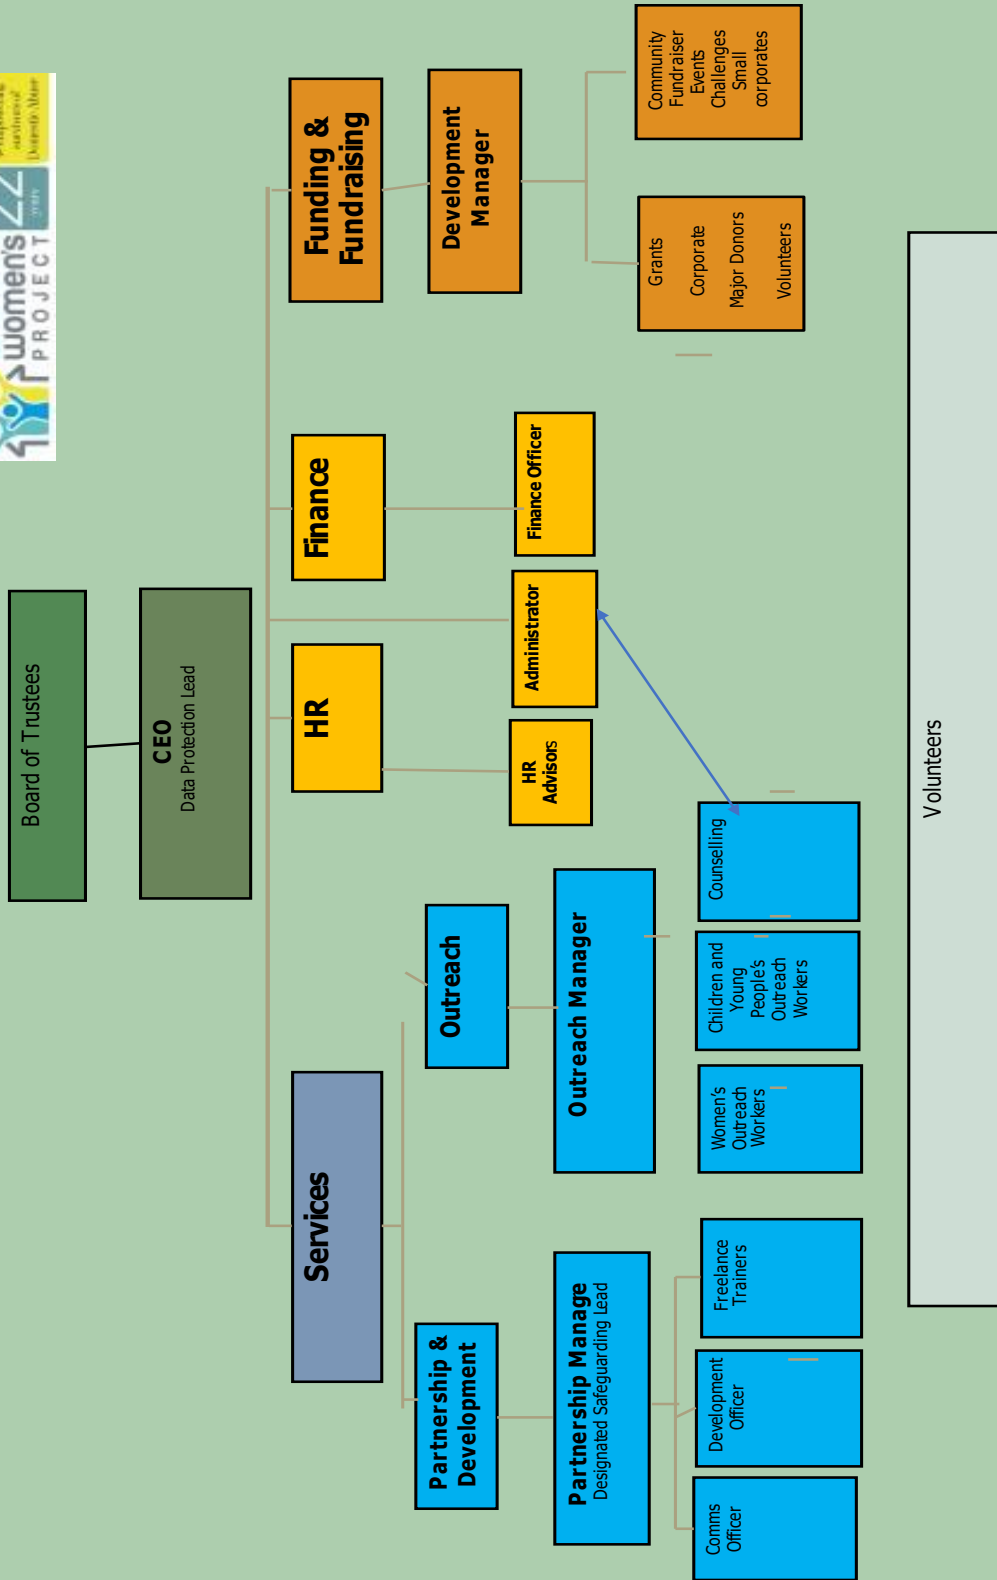 women's
PROJECT
22
Board of Trustees
CEO
Data Protection Lead
Services
HR
Finance
Funding &
Fundraising
Partnership &
Development
Outreach
Development
Manager
HR
Advisors
Administrator
Finance Officer
Partnership Manage
Designated Safeguarding Lead
Outreach Manager
Grants
Corporate
Major Donors
Volunteers
Community
Fundraiser
Events
Challenges
Small
corporates
Comms
Officer
Development
Officer
Freelance
Trainers
Women's
Outreach
Workers
Children and
Young
People's
Outreach
Workers
Counselling
Volunteers